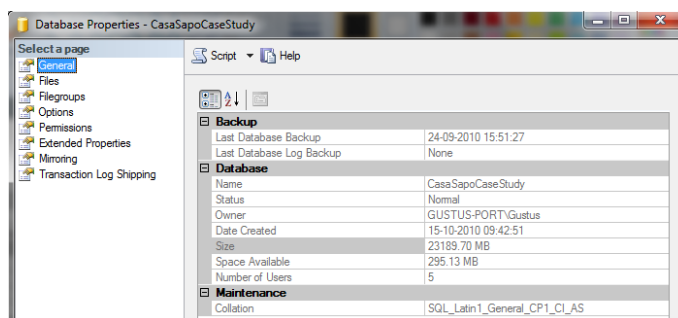 Database Properties - CasaSapoCaseStudy
Select a page
General
Files
Filegroups
Options
Permissions
Extended Properties
Mirroring
Transaction Log Shipping
Script Help
Backup
Last Database Backup 24-09-2010 15:51:27
Last Database Log Backup None
Database
Name CasaSapoCaseStudy
Status Normal
Owner GUSTUS-PORT\Gustus
Date Created 15-10-2010 09:42:51
Size 23189.70 MB
Space Available 295.13 MB
Number of Users 5
Maintenance
Collation SQL_Latin1_General_CP1_CI_AS